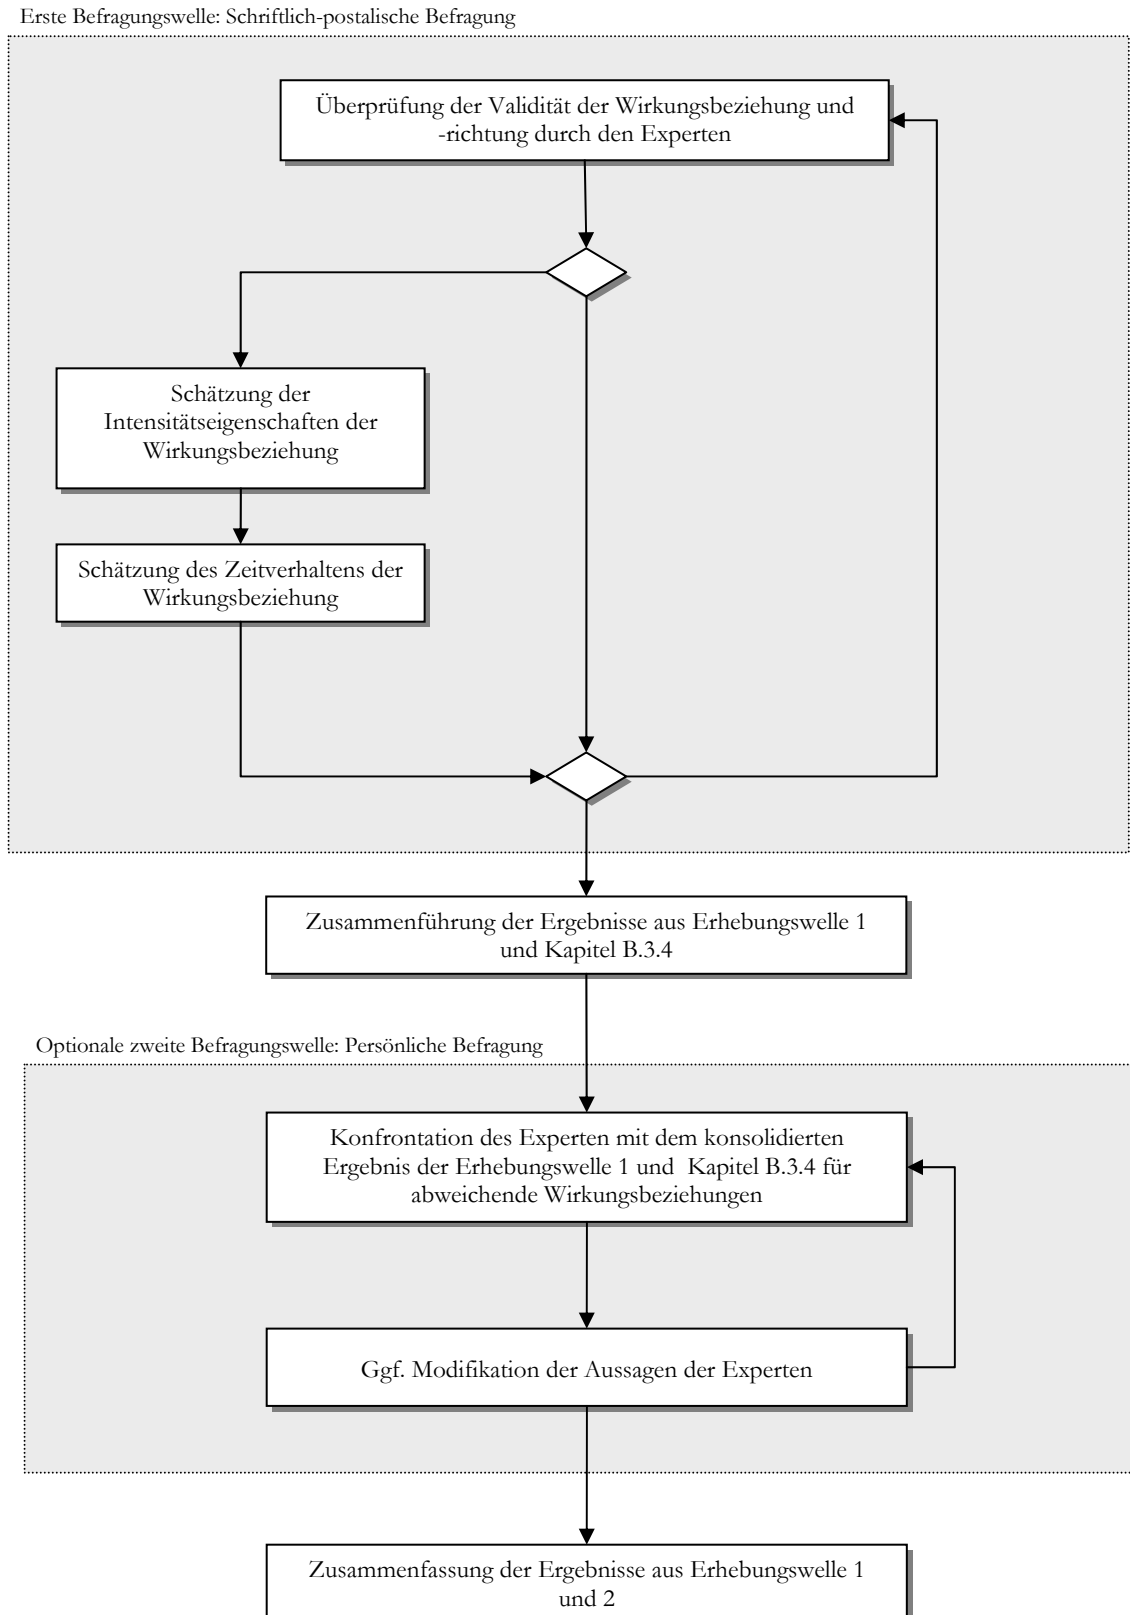 Erste Befragungswelle: Schriftlich-postalische Befragung
Überprüfung der Validität der Wirkungsbeziehung und
-richtung durch den Experten
Schätzung der
Intensitätseigenschaften der
Wirkungsbeziehung
Schätzung des Zeitverhaltens der
Wirkungsbeziehung
Zusammenführung der Ergebnisse aus Erhebungswelle 1
und Kapitel B.3.4
Optionale zweite Befragungswelle: Persönliche Befragung
Konfrontation des Experten mit dem konsolidierten
Ergebnis der Erhebungswelle 1 und Kapitel B.3.4 für
abweichende Wirkungsbeziehungen
Ggf. Modifikation der Aussagen der Experten
Zusammenfassung der Ergebnisse aus Erhebungswelle 1
und 2